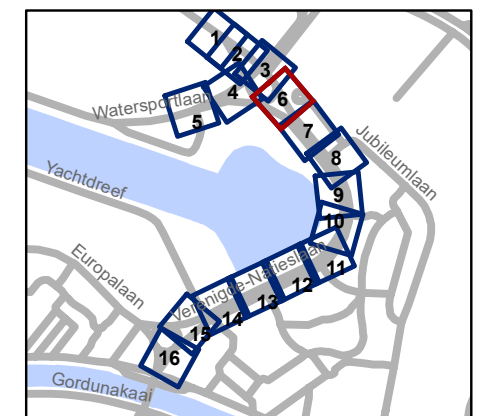 1
2
3
4
Watersportlaan
5
6
7
Jubileumlaan
8
Yachtdreef
9
10
Europalaan
Verenigde-Natieslaan
11
12
13
14
15
16
Gordunakaai